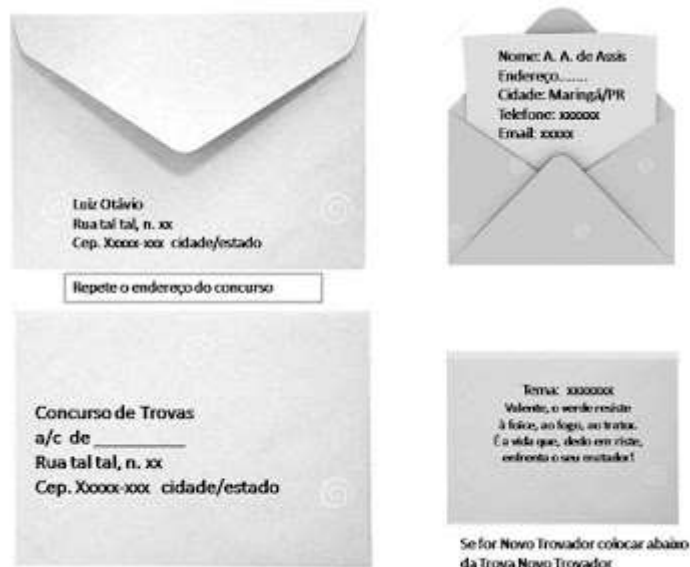 Luiz Otávio
Rua tal tal, n. xx
Cep. Xxxxx-xxx cidade/estado
Repete o endereço do concurso
Nome: A. A. de Assis
Endereço.......
Cidade: Maringá/PR
Telefone: xxxxxx
Email: xxxxx
Concurso de Trovas
a/c de __________
Rua tal tal, n. xx
Cep. Xxxxx-xxx cidade/estado
Tema: xxxxxxx
Valente, o verde resiste
à foice, ao fogo, ao trator.
É a vida que, dedo em riste,
enfrenta o seu matador!
Se for Novo Trovador colocar abaixo
da Trova Novo Trovador